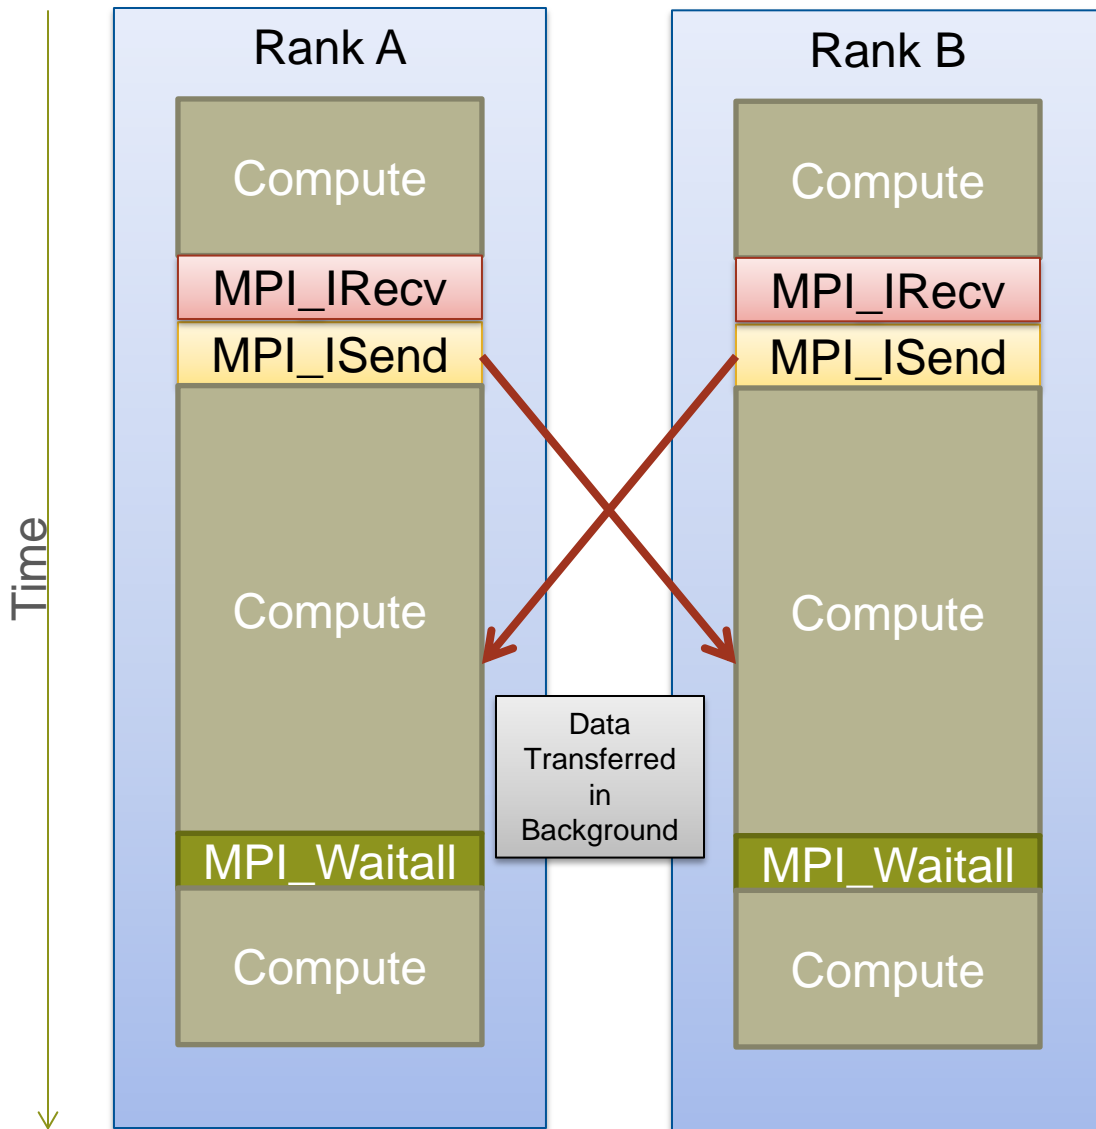 Time
Rank A
Compute
MPI_IRecv
MPI_ISend
Compute
MPI_Waitall
Compute
Data
Transferred
in
Background
Rank B
Compute
MPI_IRecv
MPI_ISend
Compute
MPI_Waitall
Compute